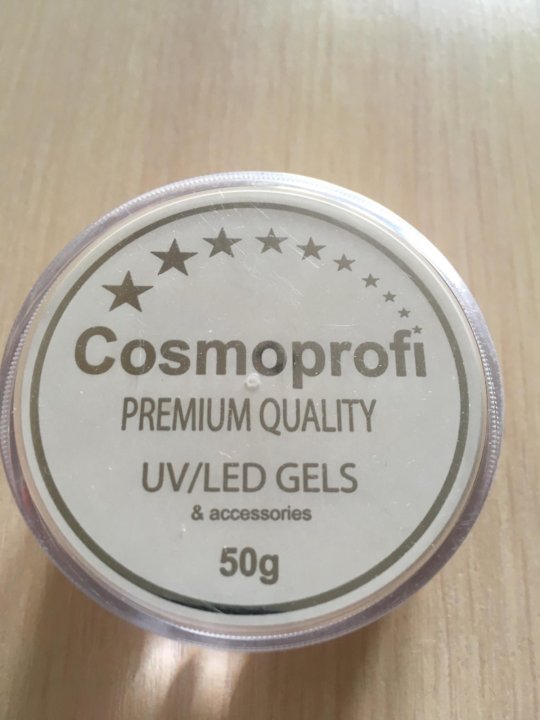 Cosmoprofi
PREMIUM QUALITY
UV/LED GELS
& accessories
50g